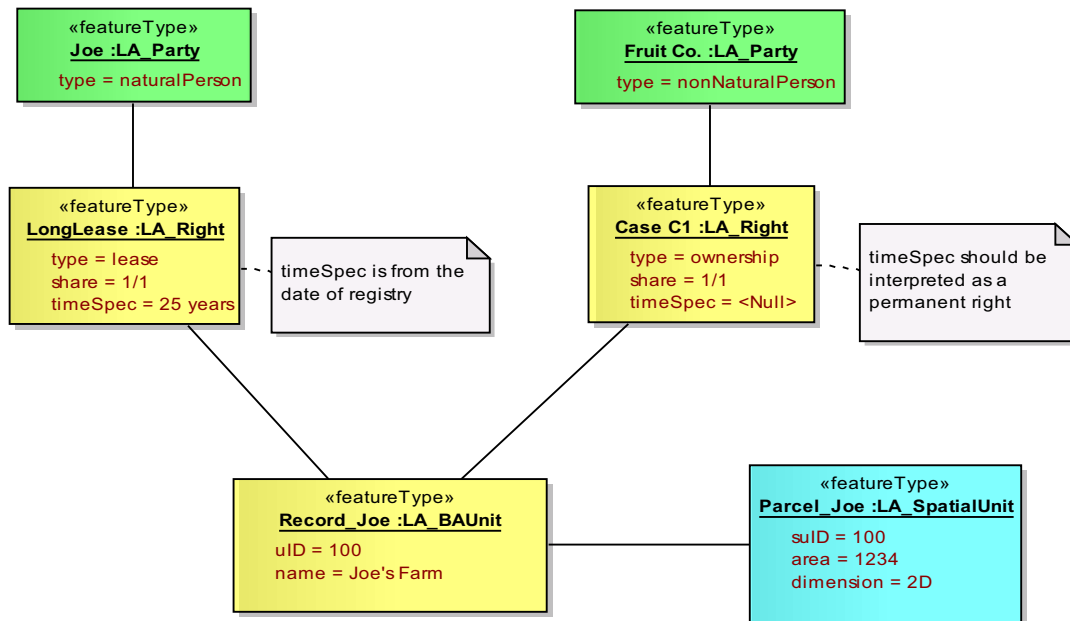 «featureType»
Joe :LA_Party
type = naturalPerson
«featureType»
Fruit Co. :LA_Party
type = nonNaturalPerson
«featureType»
LongLease :LA_Right
type = lease
share = 1/1
timeSpec = 25 years
timeSpec is from the
date of registry
«featureType»
Case C1 :LA_Right
type = ownership
share = 1/1
timeSpec = <Null>
timeSpec should be
interpreted as a
permanent right
«featureType»
Record_Joe :LA_BAUnit
uID = 100
name = Joe's Farm
«featureType»
Parcel_Joe :LA_SpatialUnit
suID = 100
area = 1234
dimension = 2D